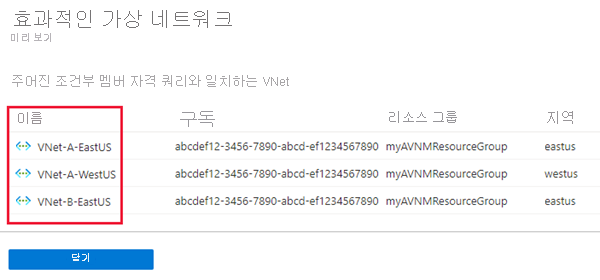 효과적인 가상 네트워크
미리 보기
주어진 조건부 멤버 자격 쿼리와 일치하는 VNet
이름 구독 리소스 그룹 지역
VNet-A-EastUS abcdef12-3456-7890-abcd-ef1234567890 myAVNMResourceGroup eastus
VNet-A-WestUS abcdef12-3456-7890-abcd-ef1234567890 myAVNMResourceGroup westus
VNet-B-EastUS abcdef12-3456-7890-abcd-ef1234567890 myAVNMResourceGroup eastus
닫기